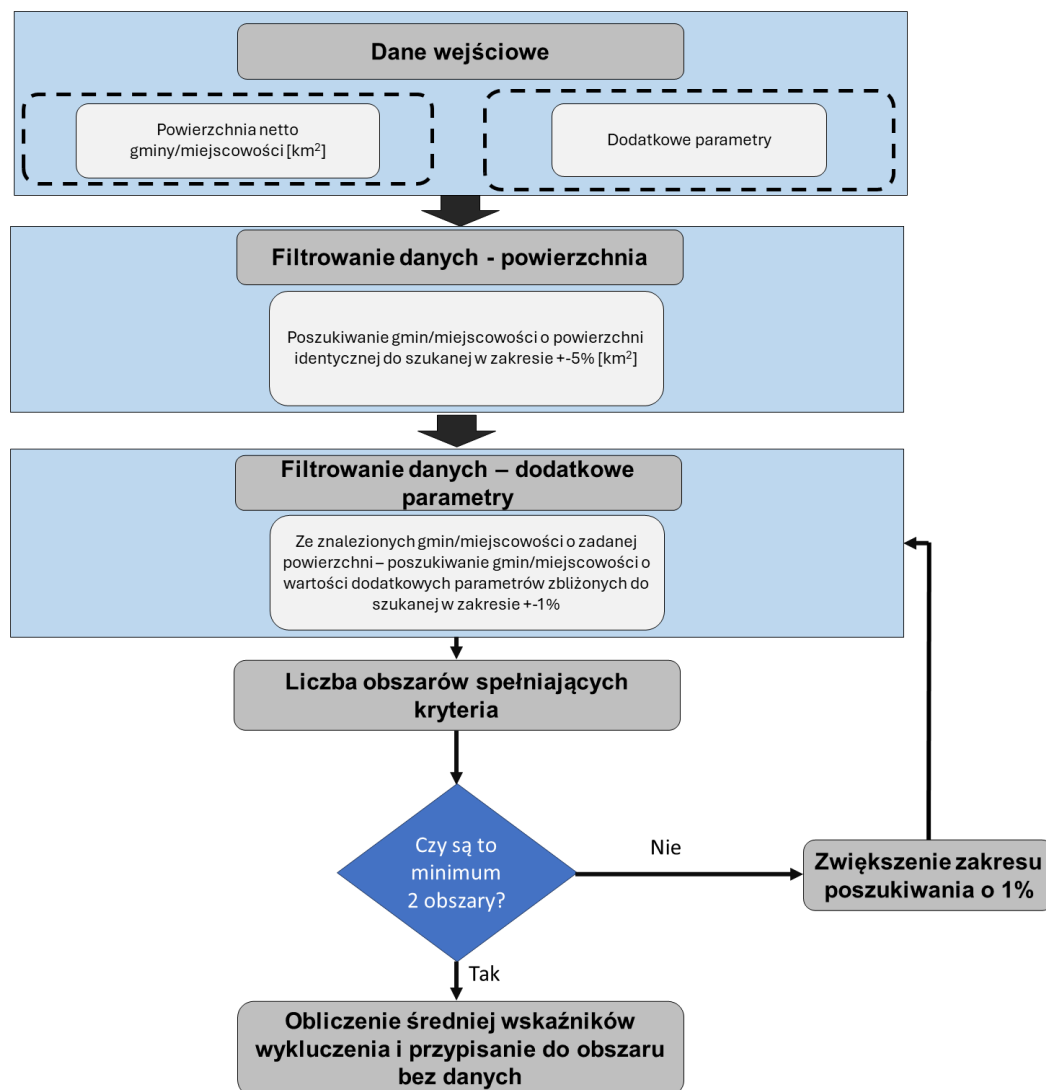 Dane wejściowe
Powierzchnia netto
gminy/miejscowości [km²]
Dodatkowe parametry
Filtrowanie danych - powierzchnia
Poszukiwanie gmin/miejscowości o powierzchni
identycznej do szukanej w zakresie +-5% [km²]
Filtrowanie danych – dodatkowe
parametry
Ze znalezionych gmin/miejscowości o zadanej
powierzchni – poszukiwanie gmin/miejscowości o
wartości dodatkowych parametrów zbliżonych do
szukanej w zakresie +-1%
Liczba obszarów spełniających
kryteria
Czy są to
minimum
2 obszary?
Nie
Zwiększenie zakresu
poszukiwania o 1%
Tak
Obliczenie średniej wskaźników
wykluczenia i przypisanie do obszaru
bez danych